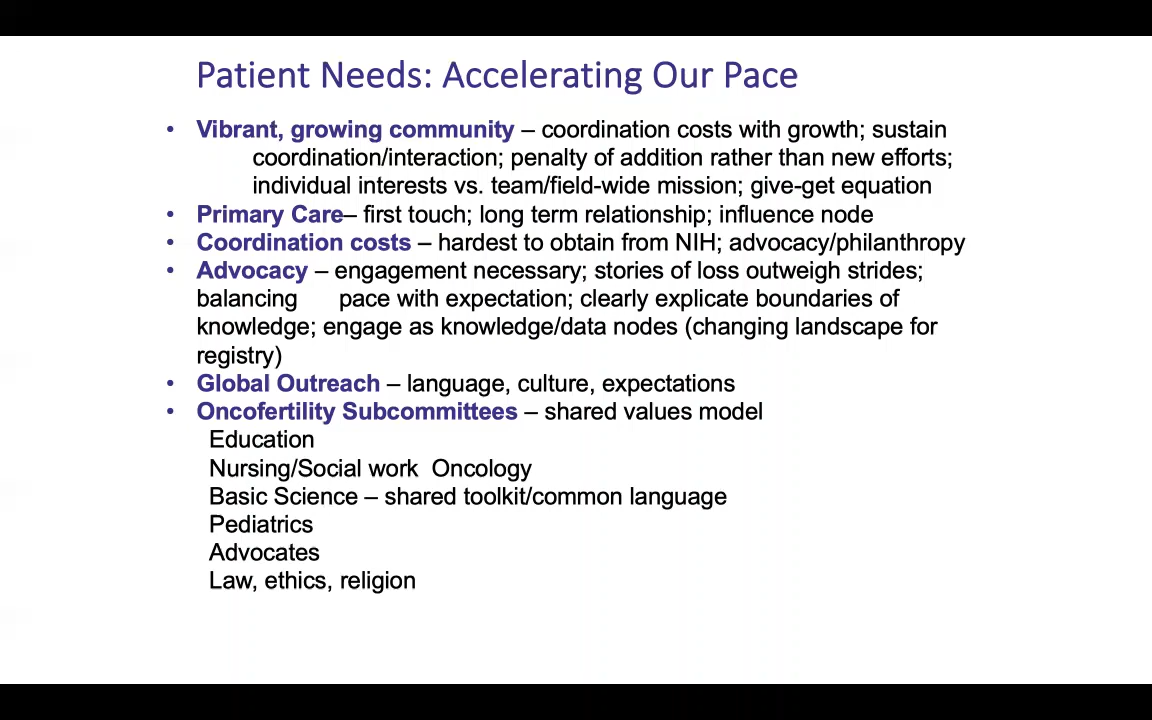 Patient Needs: Accelerating Our Pace
• Vibrant, growing community – coordination costs with growth; sustain
coordination/interaction; penalty of addition rather than new efforts;
individual interests vs. team/field-wide mission; give-get equation
• Primary Care– first touch; long term relationship; influence node
• Coordination costs – hardest to obtain from NIH; advocacy/philanthropy
• Advocacy – engagement necessary; stories of loss outweigh strides;
balancing pace with expectation; clearly explicate boundaries of
knowledge; engage as knowledge/data nodes (changing landscape for
registry)
• Global Outreach – language, culture, expectations
• Oncofertility Subcommittees – shared values model
Education
Nursing/Social work Oncology
Basic Science – shared toolkit/common language
Pediatrics
Advocates
Law, ethics, religion